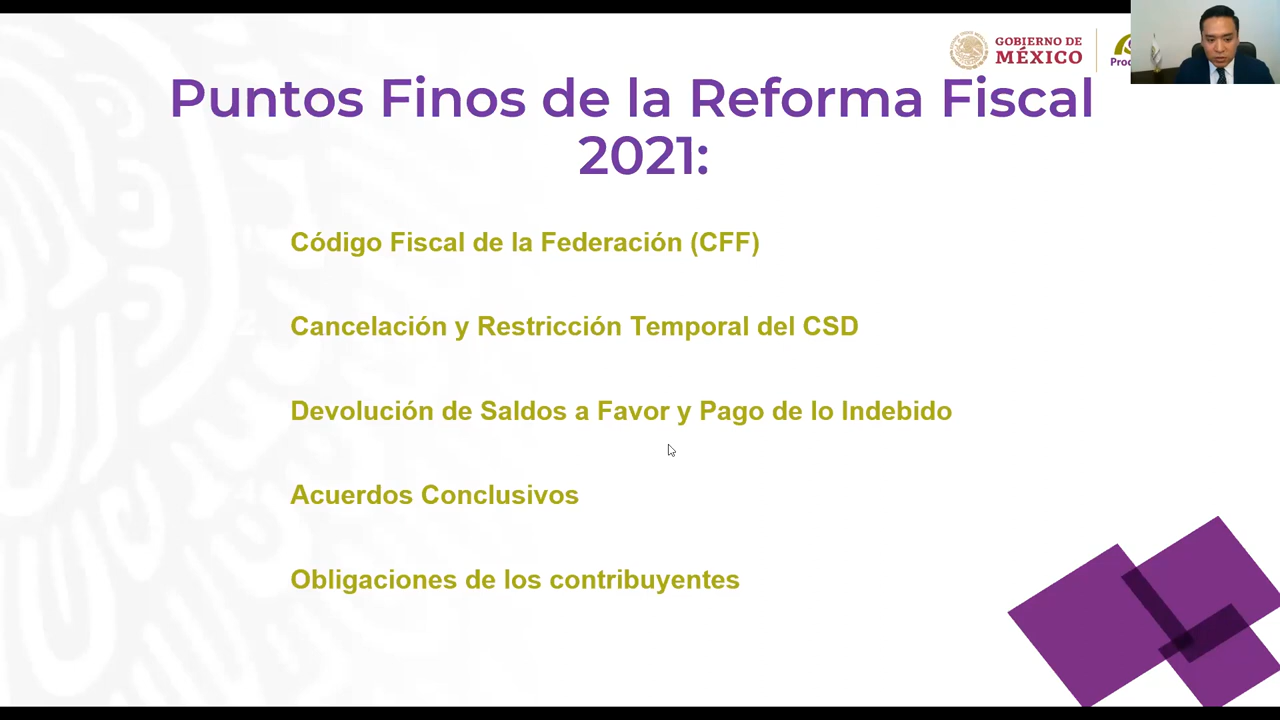 GOBIERNO DE
MÉXICO
Puntos Finos de la Reforma Fiscal
2021:
Código Fiscal de la Federación (CFF)
Cancelación y Restricción Temporal del CSD
Devolución de Saldos a Favor y Pago de lo Indebido
Acuerdos Conclusivos
Obligaciones de los contribuyentes